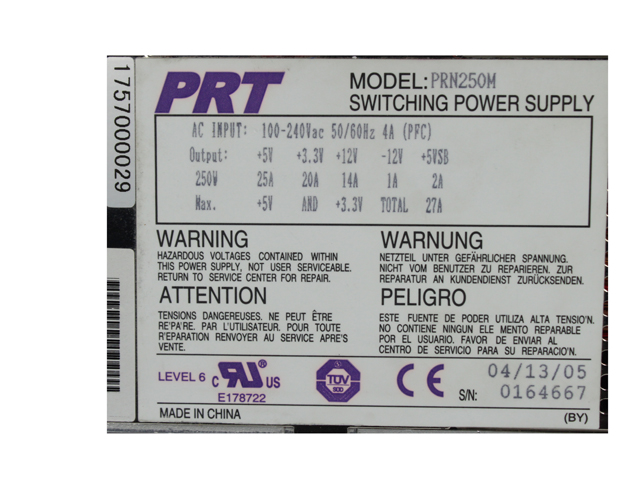 1757000029
PRT
MODEL:PRN250M
SWITCHING POWER SUPPLY
AC INPUT: 100-240Vac 50/60Hz 4A (PFC)
Output: +5V +3.3V +12V -12V +5VSB
250W 25A 20A 14A 1A 2A
Max. +5V AND +3.3V TOTAL 27A
WARNING
HAZARDOUS VOLTAGES CONTAINED WITHIN
THIS POWER SUPPLY, NOT USER SERVICEABLE.
RETURN TO SERVICE CENTER FOR REPAIR.
WARNUNG
NETZTEIL UNTER GEFÄHRLICHER SPANNUNG.
NICHT VOM BENUTZER ZU REPARIEREN. ZUR
REPARATUR AN KUNDENDIENST ZURÜCKSENDEN.
ATTENTION
TENSIONS DANGEREUSES. NE PEUT ÊTRE
RE'PA'RE. PAR L'UTILISATEUR. POUR TOUTE
R'EPARATION RENVOYER AU SERVICE APRE'S
VENTE.
PELIGRO
ESTE FUENTE DE PODER UTILIZA ALTA TENSIO'N.
NO CONTIENE NINGUN ELE MENTO REPARABLE
POR EL USUARIO. FAVOR DE ENVIAR AL
CENTRO DE SERVICIO PARA SU REPARACIO'N.
LEVEL 6
C RU US
E178722
TÜV
CE
04/13/05
S/N: 0164667
MADE IN CHINA
(BY)